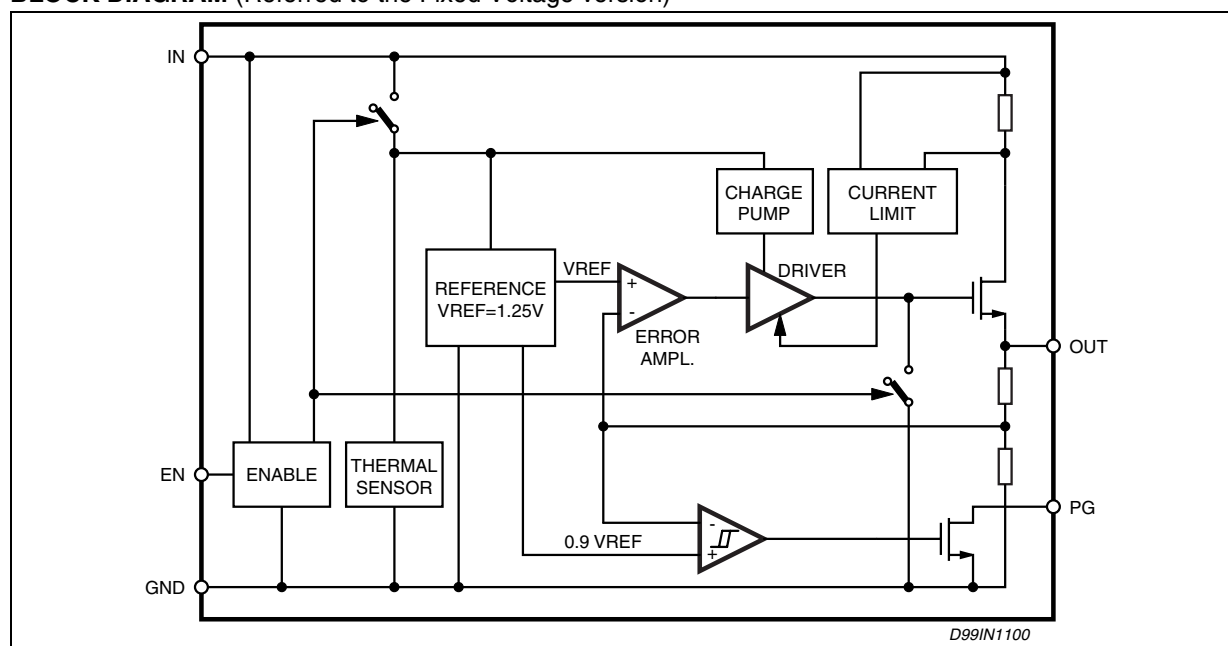 BLOCK DIAGRAM (Referred to the Fixed Voltage version)
IN
CHARGE
PUMP
CURRENT
LIMIT
REFERENCE
VREF=1.25V
VREF
+
-
ERROR
AMPL.
DRIVER
OUT
EN
ENABLE
THERMAL
SENSOR
0.9 VREF
-
+
PG
GND
D99IN1100